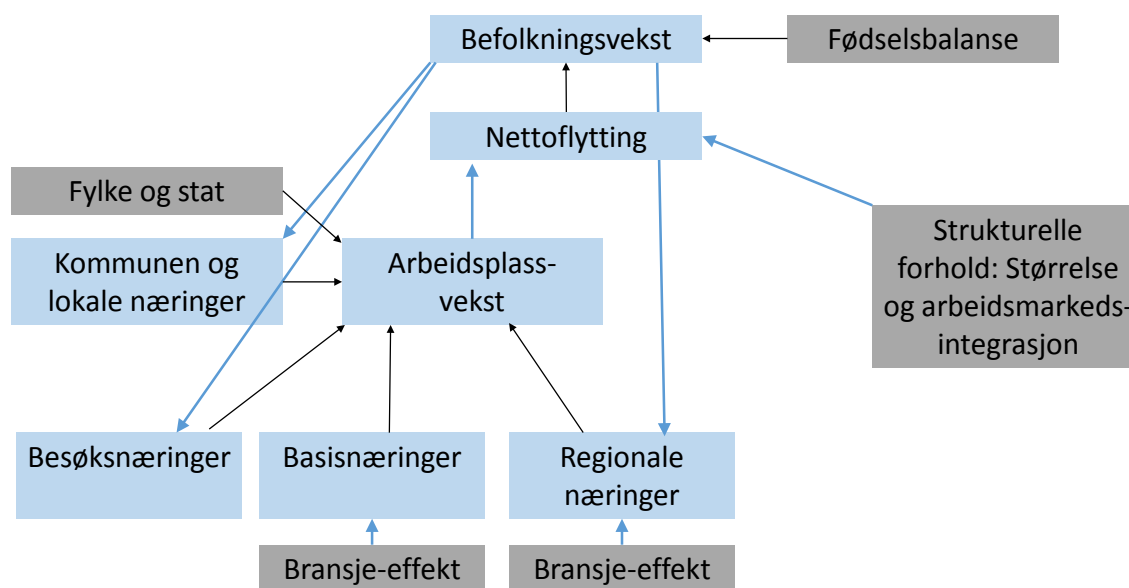 Befolkningsvekst
Fødselsbalanse
Nettoflytting
Fylke og stat
Kommunen og
lokale næringer
Arbeidsplass-
vekst
Strukturelle
forhold: Størrelse
og arbeidsmarkeds-
integrasjon
Besøksnæringer
Basisnæringer
Regionale
næringer
Bransje-effekt
Bransje-effekt